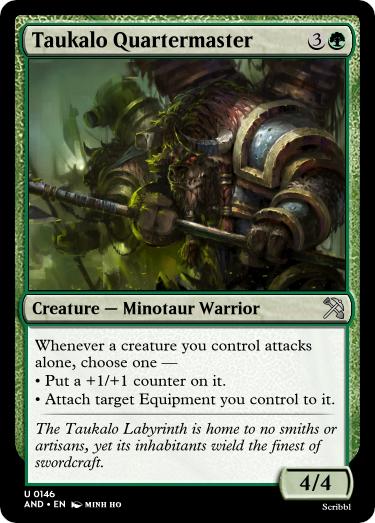 Taukalo Quartermaster 3
Creature — Minotaur Warrior
Whenever a creature you control attacks
alone, choose one —
• Put a +1/+1 counter on it.
• Attach target Equipment you control to it.
The Taukalo Labyrinth is home to no smiths or
artisans, yet its inhabitants wield the finest of
swordcraft.
4/4
U 0146
AND • EN MINH HO
Scribbl